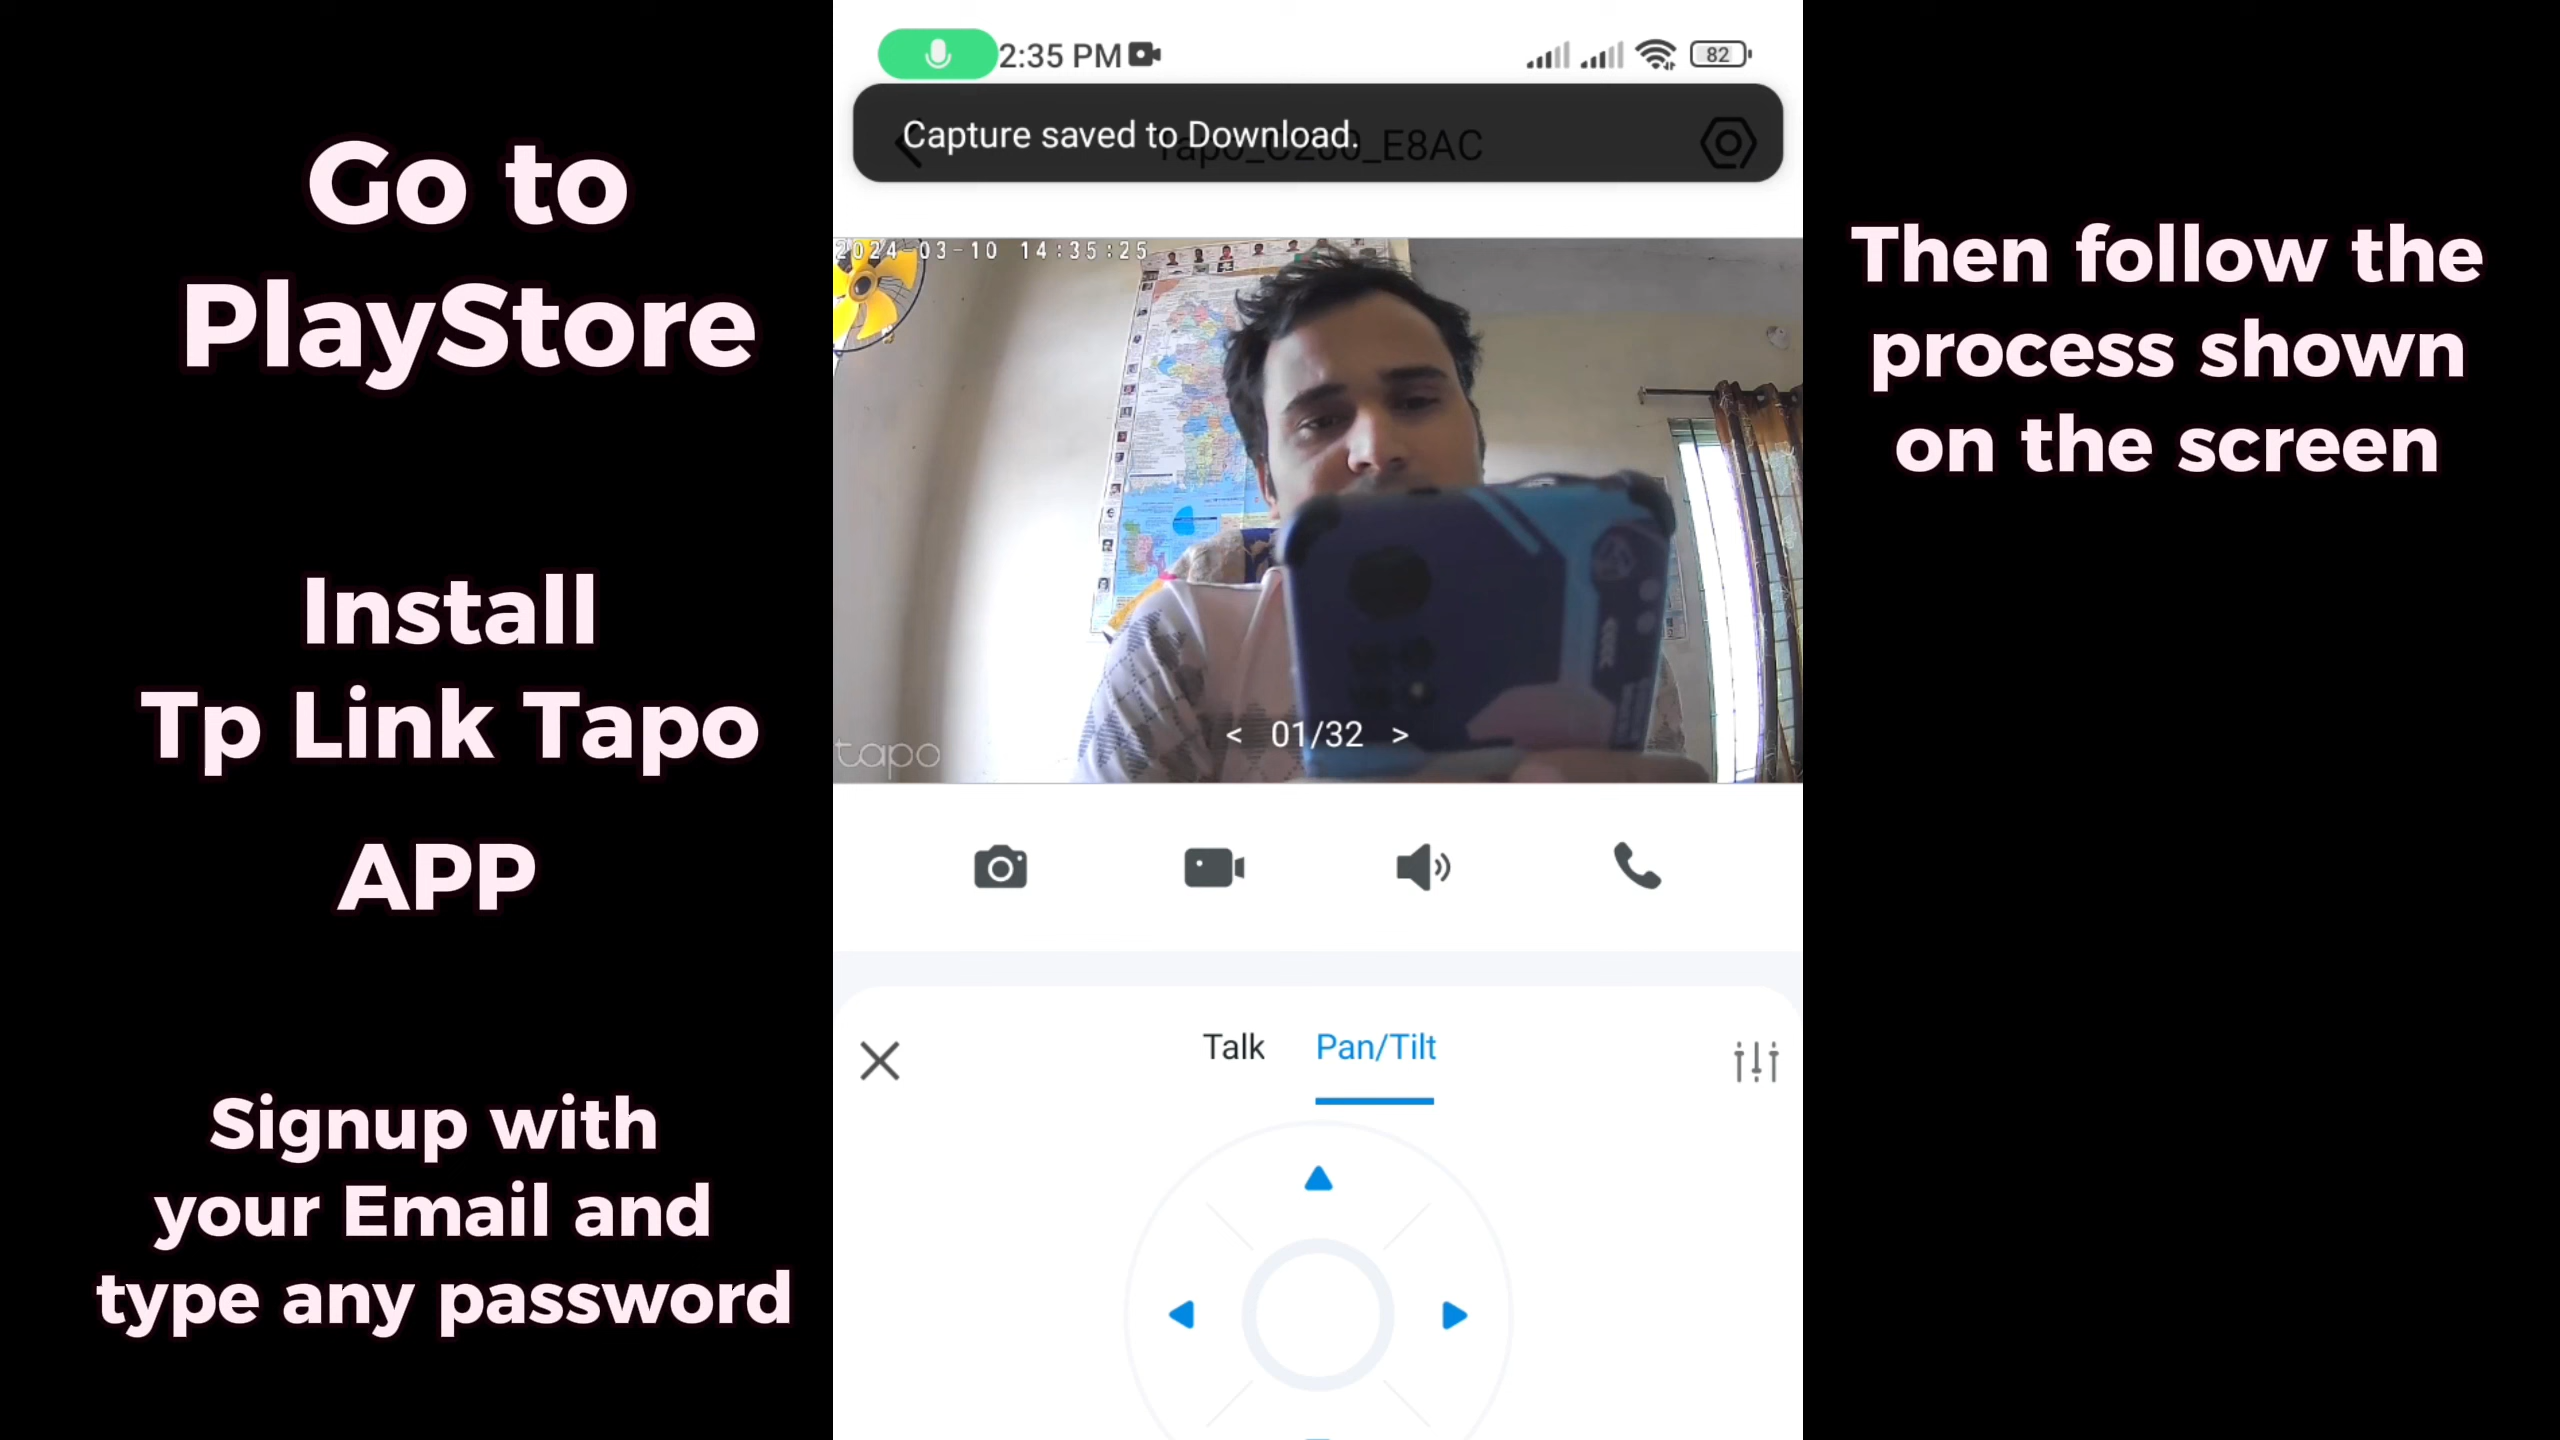 Go to
PlayStore
Install
Tp Link Tapo
APP
Signup with
your Email and
type any password
2:35 PM
82
Capture saved to Download.
Tapo_C200_E8AC
2024-03-10 14:35:25
< 01/32 >
tapo
Talk Pan/Tilt
Then follow the
process shown
on the screen